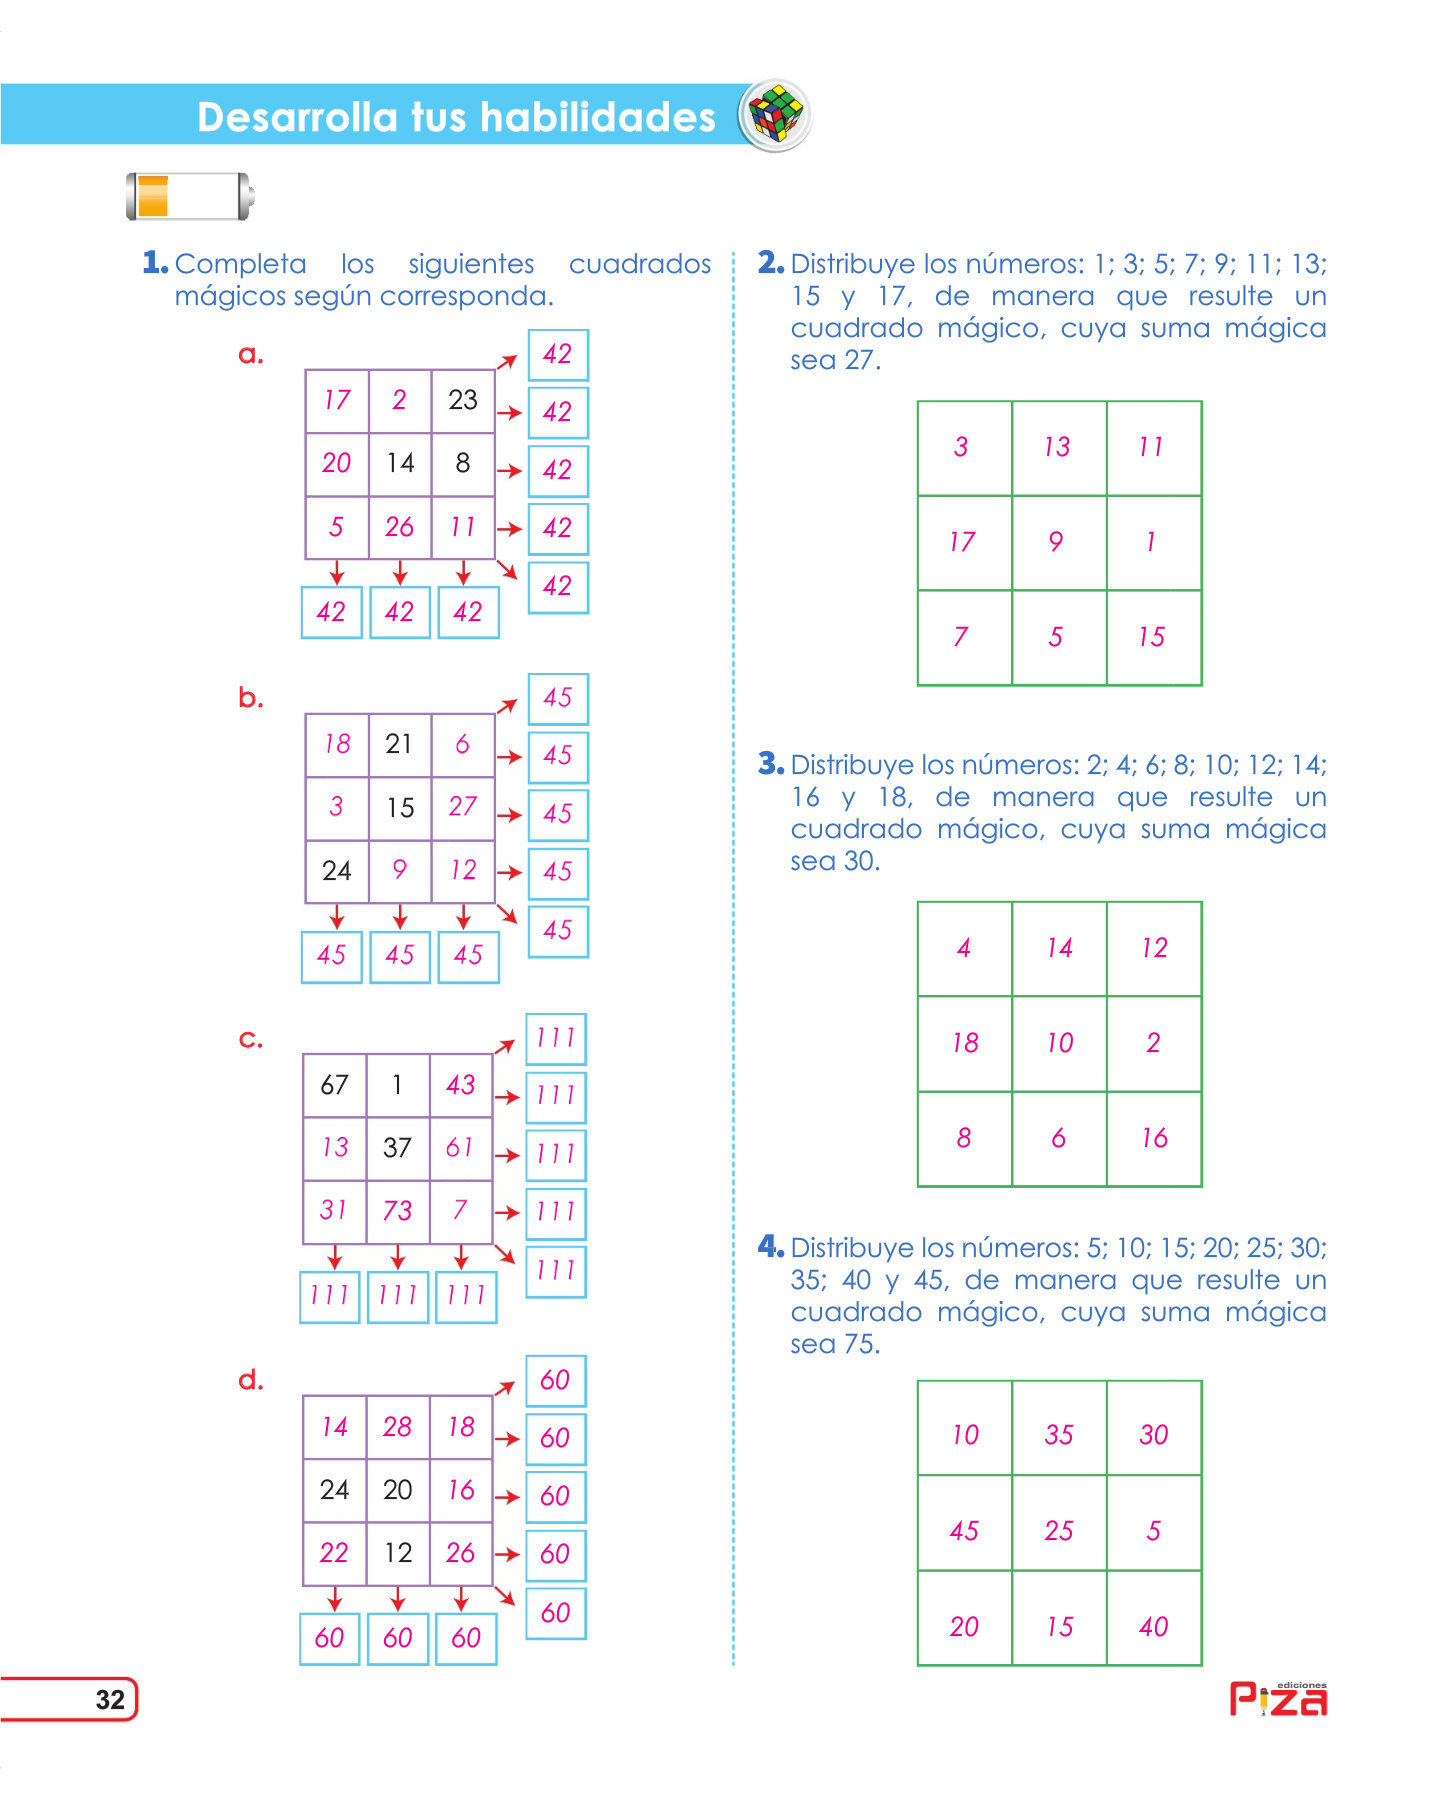 Desarrolla tus habilidades
1. Completa los siguientes cuadrados
mágicos según corresponda.
a.
42
17 2 23
42
20 14 8
42
5 26 11
42
42
42 42 42
b.
45
18 21 6
45
3 15 27
45
24 9 12
45
45
45 45 45
c.
111
67 1 43
111
13 37 61
111
31 73 7
111
111
111 111 111
d.
60
14 28 18
60
24 20 16
60
22 12 26
60
60
60 60 60
2. Distribuye los números: 1; 3; 5; 7; 9; 11; 13;
15 y 17, de manera que resulte un
cuadrado mágico, cuya suma mágica
sea 27.
3 13 11
17 9 1
7 5 15
3. Distribuye los números: 2; 4; 6; 8; 10; 12; 14;
16 y 18, de manera que resulte un
cuadrado mágico, cuya suma mágica
sea 30.
4 14 12
18 10 2
8 6 16
4. Distribuye los números: 5; 10; 15; 20; 25; 30;
35; 40 y 45, de manera que resulte un
cuadrado mágico, cuya suma mágica
sea 75.
10 35 30
45 25 5
20 15 40
32
ediciones
Piza